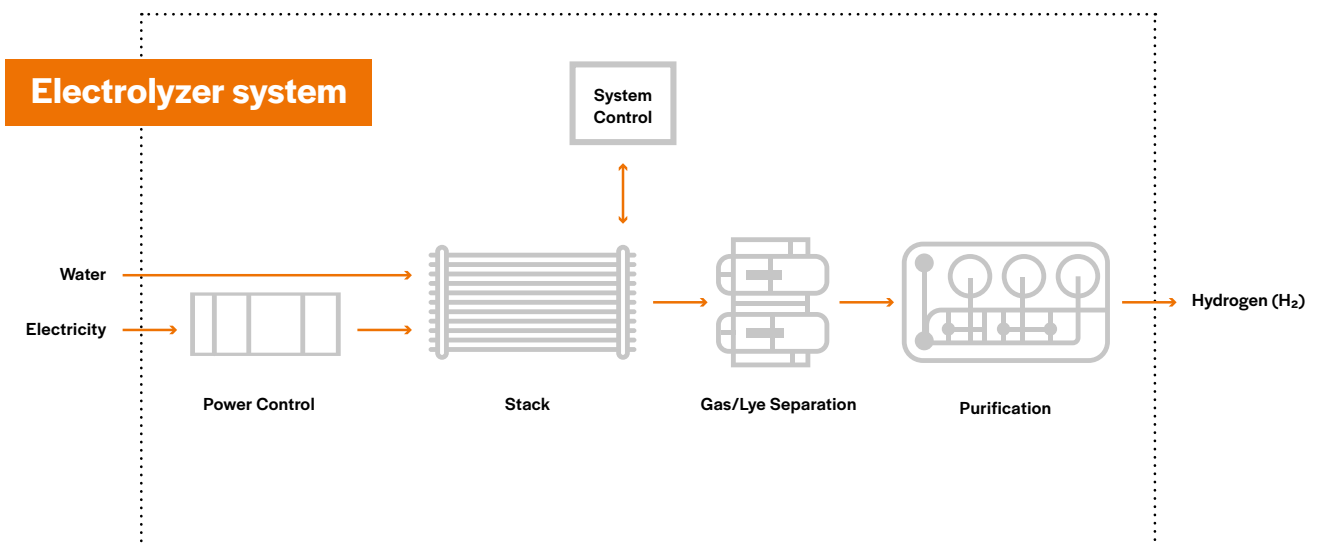 Electrolyzer system
System
Control
Water
Electricity
Hydrogen (H₂)
Power Control
Stack
Gas/Lye Separation
Purification